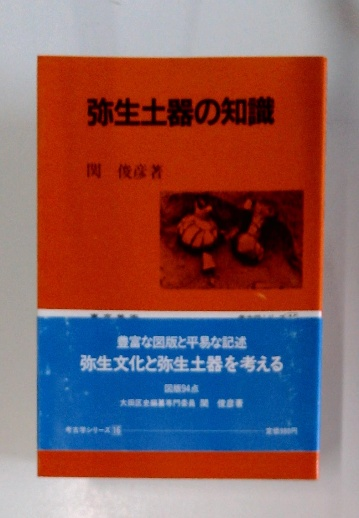 弥生土器の知識
関 俊彦著
豊富な図版と平易な記述
弥生文化と弥生土器を考える
図版94点
大田区史編纂専門委員 関 俊彦著
考古学シリーズ 16